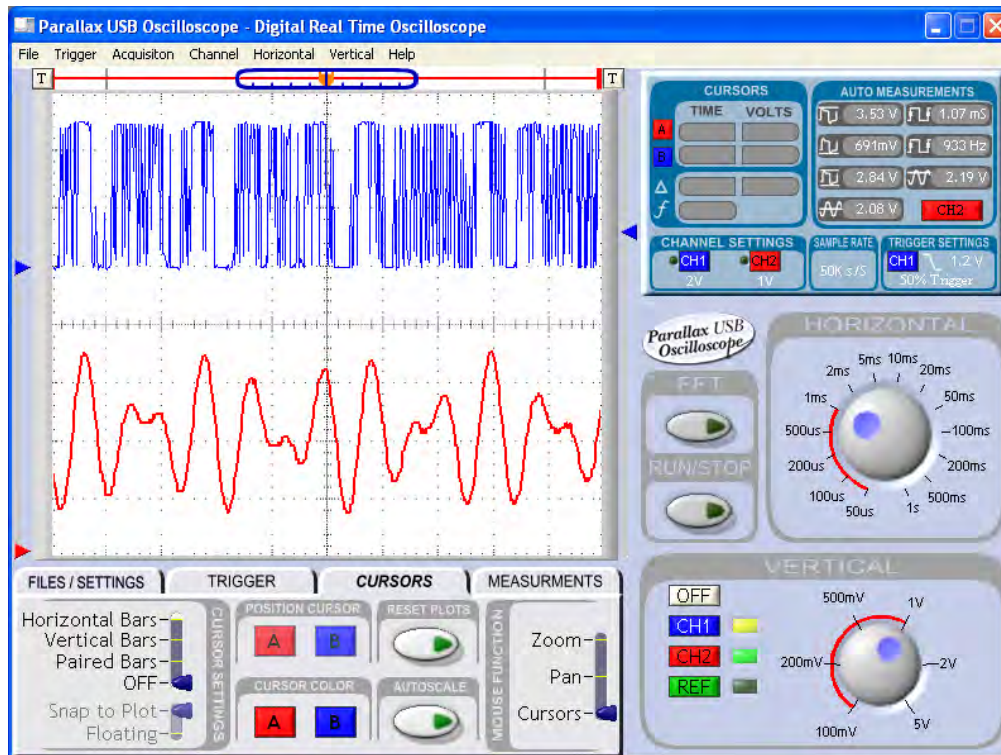 Parallax USB Oscilloscope - Digital Real Time Oscilloscope
File Trigger Acquisiton Channel Horizontal Vertical Help
T T
CURSORS
TIME VOLTS
A
B
Δ
f
AUTO MEASUREMENTS
3.53 V 1.07 mS
691mV 933 Hz
2.84 V 2.19 V
2.08 V CH2
CHANNEL SETTINGS
CH1 CH2
2V 1V
SAMPLE RATE
50K s/S
TRIGGER SETTINGS
CH1 1.2 V
50% Trigger
Parallax USB
Oscilloscope
FFT
RUN/STOP
HORIZONTAL
50us
100us
200us
500us
1ms
2ms
5ms
10ms
20ms
50ms
100ms
200ms
500ms
1s
FILES / SETTINGS TRIGGER CURSORS MEASURMENTS
Horizontal Bars
Vertical Bars
Paired Bars
OFF
Snap to Plot
Floating
CURSOR SETTINGS
POSITION CURSOR
A B
CURSOR COLOR
A B
RESET PLOTS
AUTOSCALE
MOUSE FUNCTION
Zoom
Pan
Cursors
VERTICAL
OFF
CH1
CH2
REF
100mV
200mV
500mV
1V
2V
5V